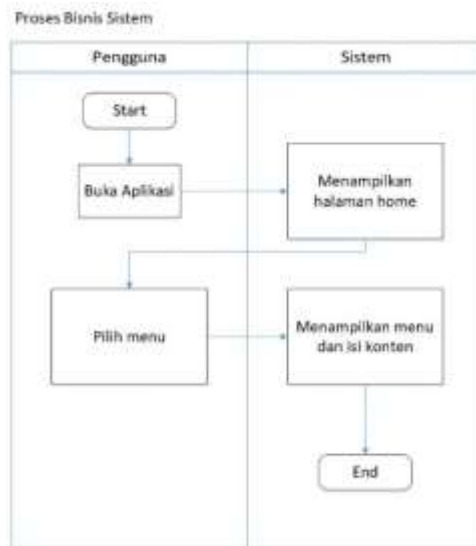 Proses Bisnis Sistem
Pengguna
Sistem
Start
Buka Aplikasi
Menampilkan
halaman home
Pilih menu
Menampilkan menu
dan isi konten
End